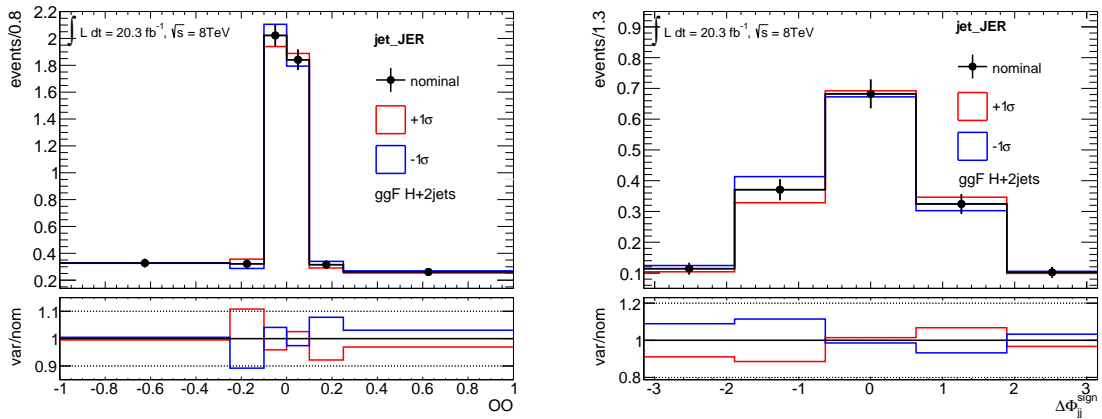 events/0.8
2.2
2
1.8
1.6
1.4
1.2
1
0.8
0.6
0.4
0.2
∫ L dt = 20.3 fb⁻¹, √s = 8TeV
jet_JER
nominal
+1σ
-1σ
ggF H+2jets
var/nom
1.1
1
0.9
-1 -0.8 -0.6 -0.4 -0.2 0 0.2 0.4 0.6 0.8 1
OO
events/1.3
0.9
0.8
0.7
0.6
0.5
0.4
0.3
0.2
0.1
∫ L dt = 20.3 fb⁻¹, √s = 8TeV
jet_JER
nominal
+1σ
-1σ
ggF H+2jets
var/nom
1.2
1
0.8
-3 -2 -1 0 1 2 3
ΔΦ_jj^sign